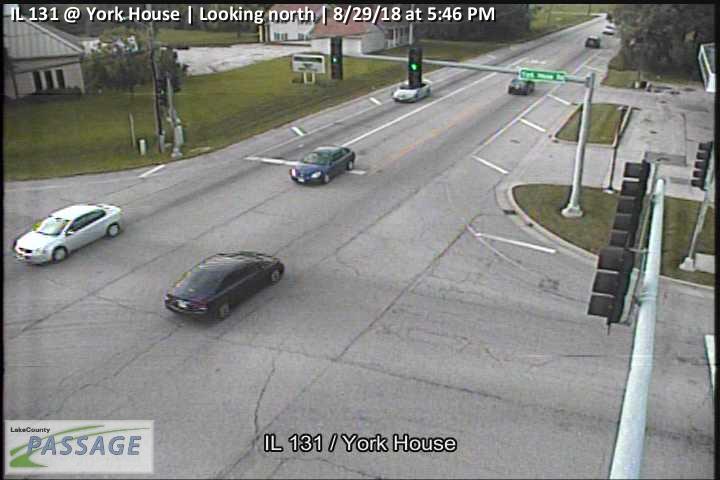 IL 131 @ York House | Looking north | 8/29/18 at 5:46 PM
York House Rd
LakeCounty
PASSAGE
IL 131 / York House